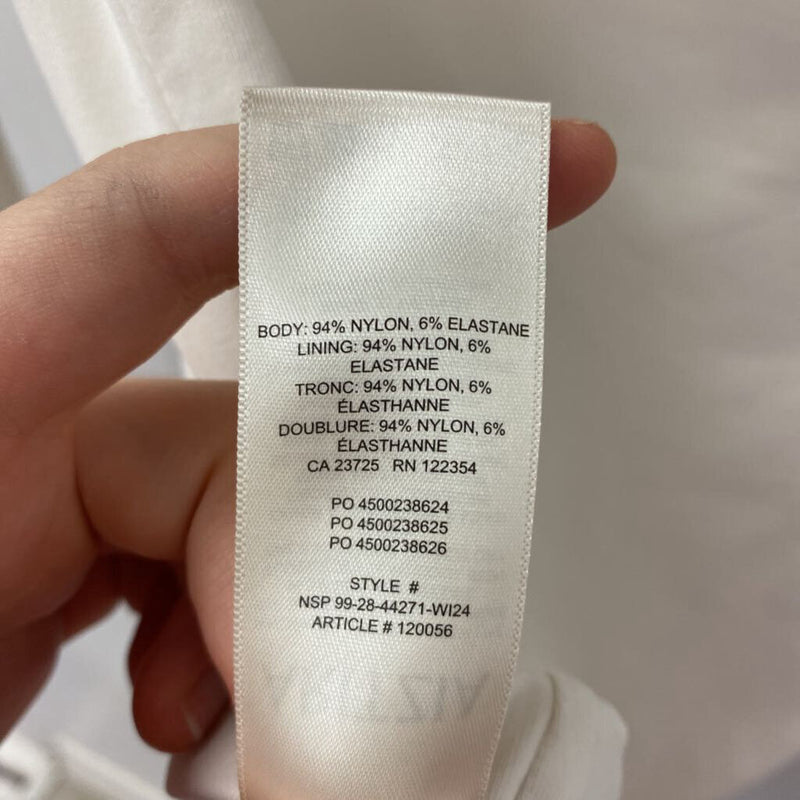 BODY: 94% NYLON, 6% ELASTANE
LINING: 94% NYLON, 6%
ELASTANE
TRONC: 94% NYLON, 6%
ÉLASTHANNE
DOUBLURE: 94% NYLON, 6%
ÉLASTHANNE
CA 23725 RN 122354
PO 4500238624
PO 4500238625
PO 4500238626
STYLE #
NSP 99-28-44271-WI24
ARTICLE # 120056